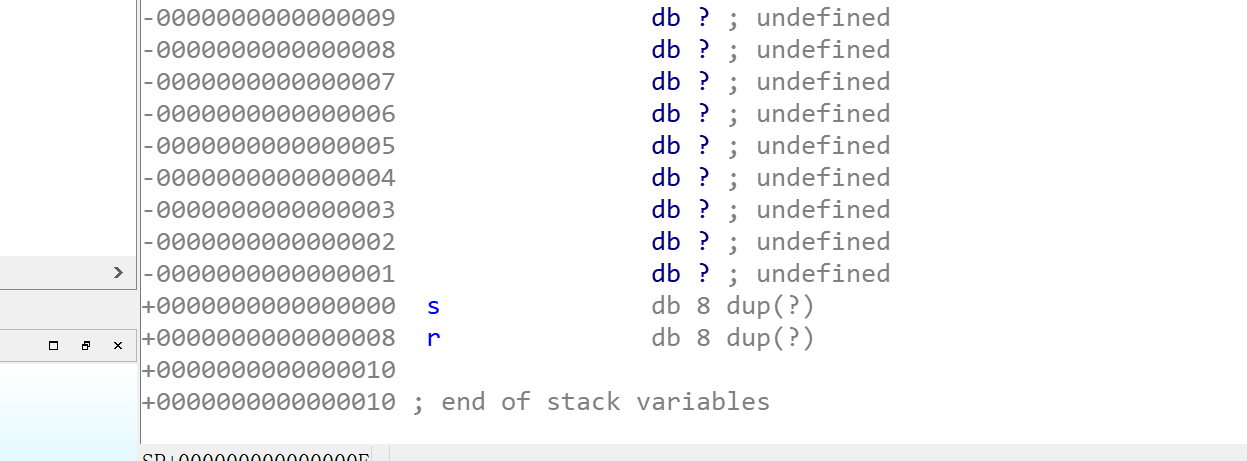 -0000000000000009 db ? ; undefined
-0000000000000008 db ? ; undefined
-0000000000000007 db ? ; undefined
-0000000000000006 db ? ; undefined
-0000000000000005 db ? ; undefined
-0000000000000004 db ? ; undefined
-0000000000000003 db ? ; undefined
-0000000000000002 db ? ; undefined
-0000000000000001 db ? ; undefined
+0000000000000000 s db 8 dup(?)
+0000000000000008 r db 8 dup(?)
+0000000000000010
+0000000000000010 ; end of stack variables